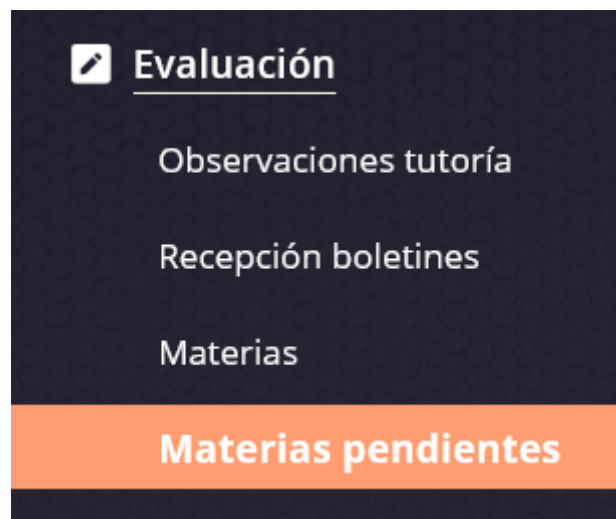 Evaluación
Observaciones tutoría
Recepción boletines
Materias
Materias pendientes